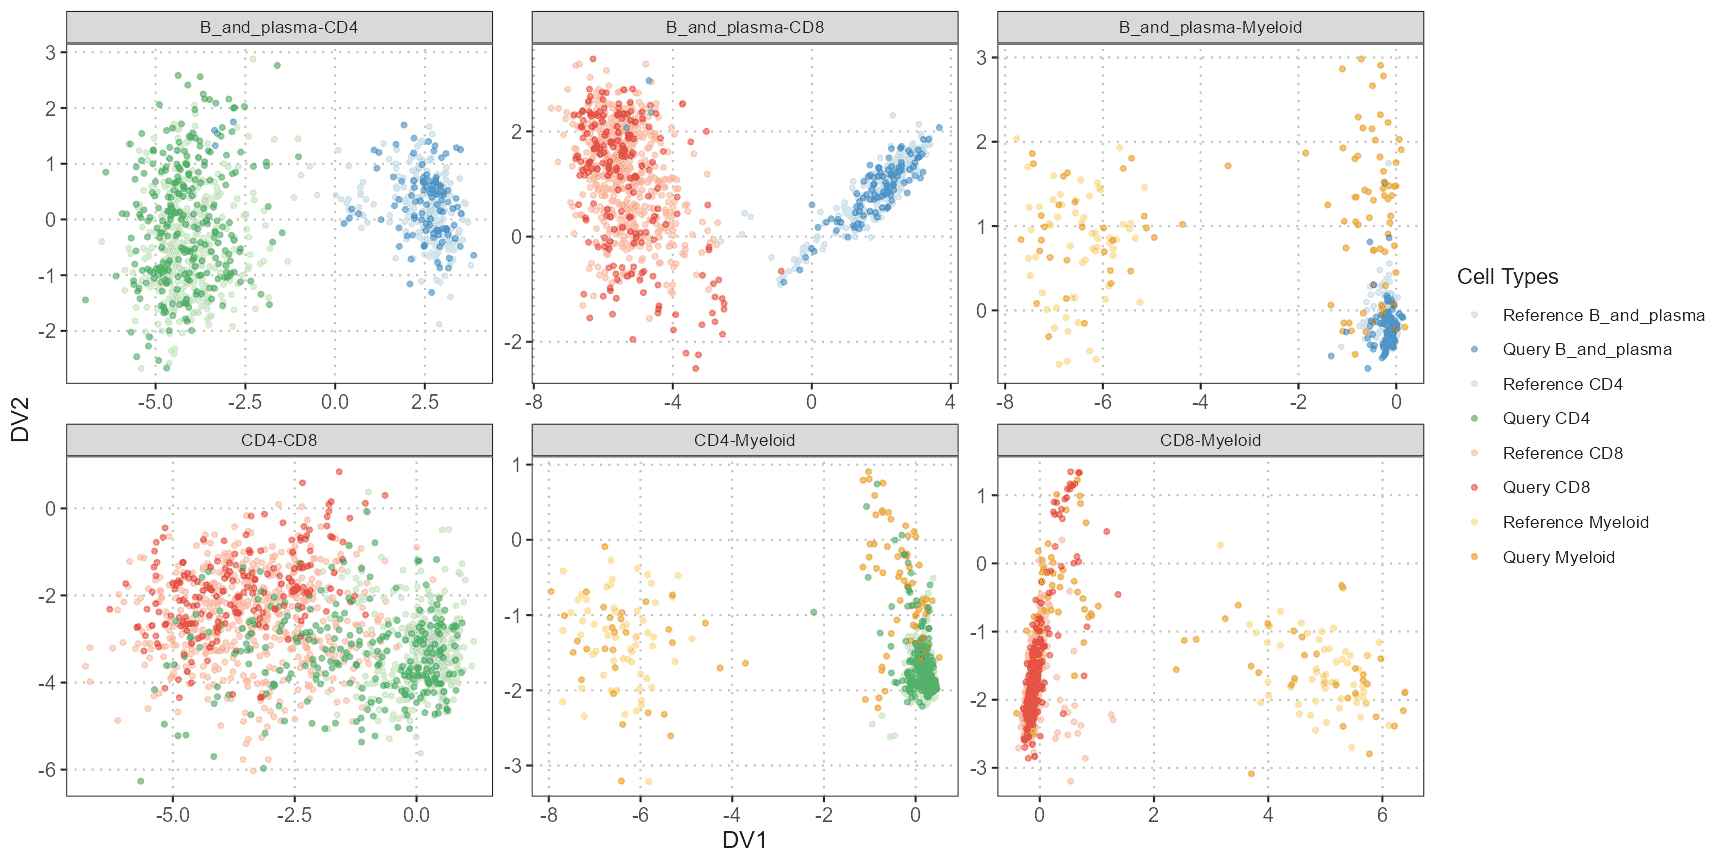 B_and_plasma-CD4
B_and_plasma-CD8
B_and_plasma-Myeloid
3
2
1
0
-1
-2
-5.0 -2.5 0.0 2.5
2
0
-2
-8 -4 0 4
3
2
1
0
-8 -6 -4 -2 0
DV2
CD4-CD8
CD4-Myeloid
CD8-Myeloid
0
-2
-4
-6
-5.0 -2.5 0.0
1
0
-1
-2
-3
-8 -6 -4 -2 0
1
0
-1
-2
-3
0 2 4 6
DV1
Cell Types
Reference B_and_plasma
Query B_and_plasma
Reference CD4
Query CD4
Reference CD8
Query CD8
Reference Myeloid
Query Myeloid